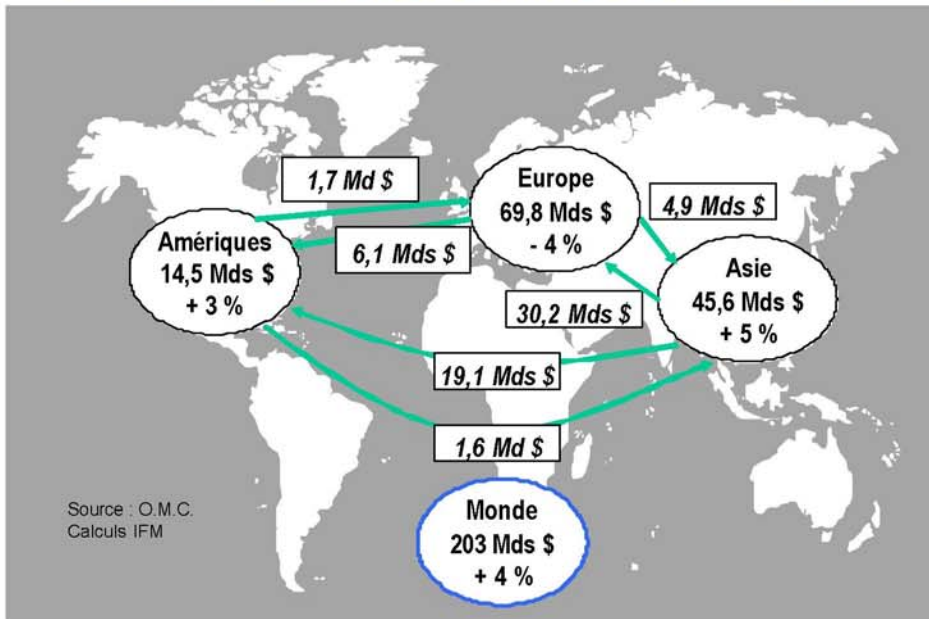 1,7 Md $
Europe
69,8 Mds $
- 4 %
4,9 Mds $
Amériques
14,5 Mds $
+ 3 %
6,1 Mds $
Asie
45,6 Mds $
+ 5 %
30,2 Mds $
19,1 Mds $
1,6 Md $
Source : O.M.C.
Calculs IFM
Monde
203 Mds $
+ 4 %